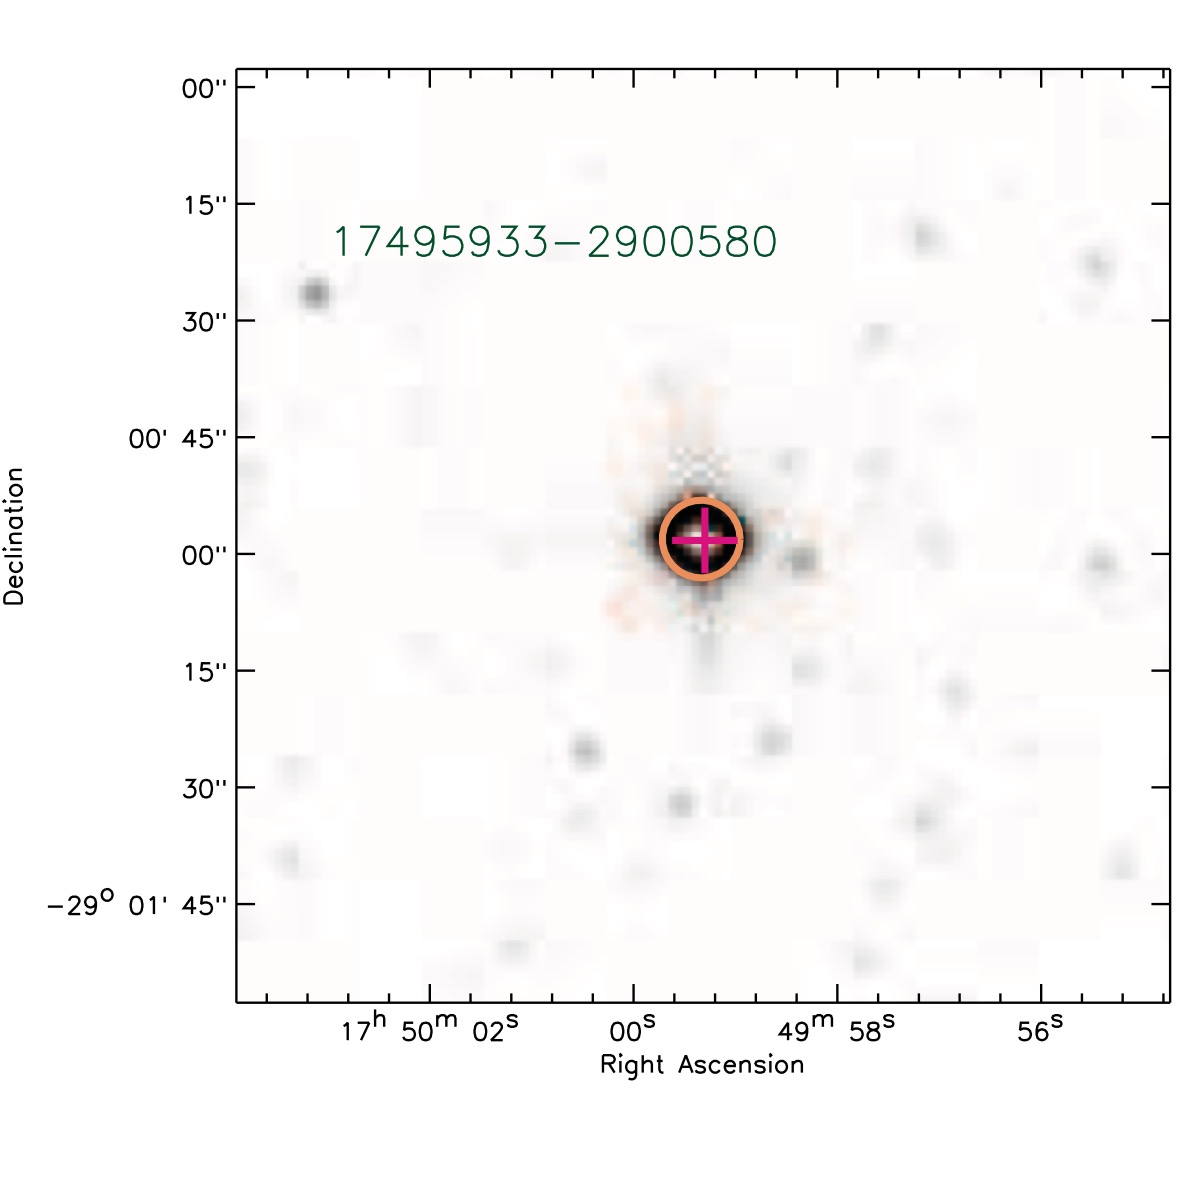 00"
15"
17495933-2900580
30"
00' 45"
00"
15"
30"
-29° 01' 45"
Declination
17h 50m 02s 00s 49m 58s 56s
Right Ascension